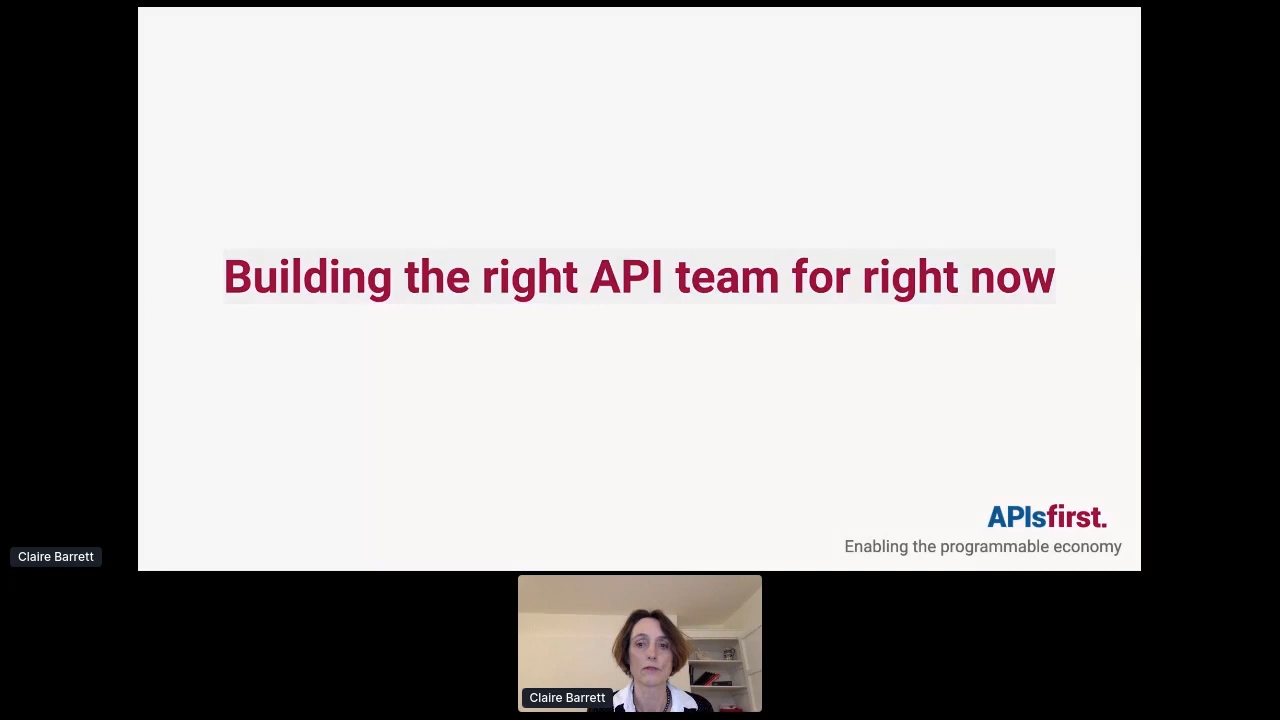 Building the right API team for right now
APIsfirst.
Enabling the programmable economy
Claire Barrett
Claire Barrett